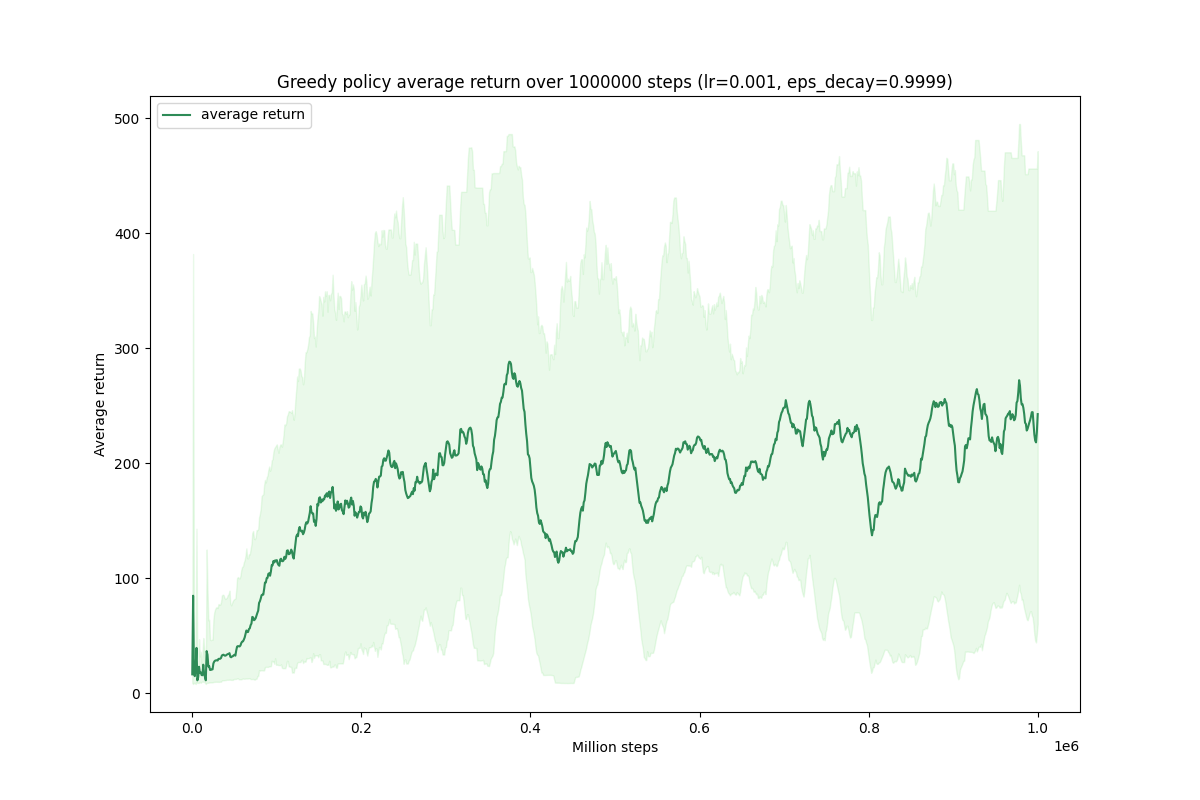 Greedy policy average return over 1000000 steps (lr=0.001, eps_decay=0.9999)
average return
Average return
500
400
300
200
100
0
0.0 0.2 0.4 0.6 0.8 1.0
1e6
Million steps